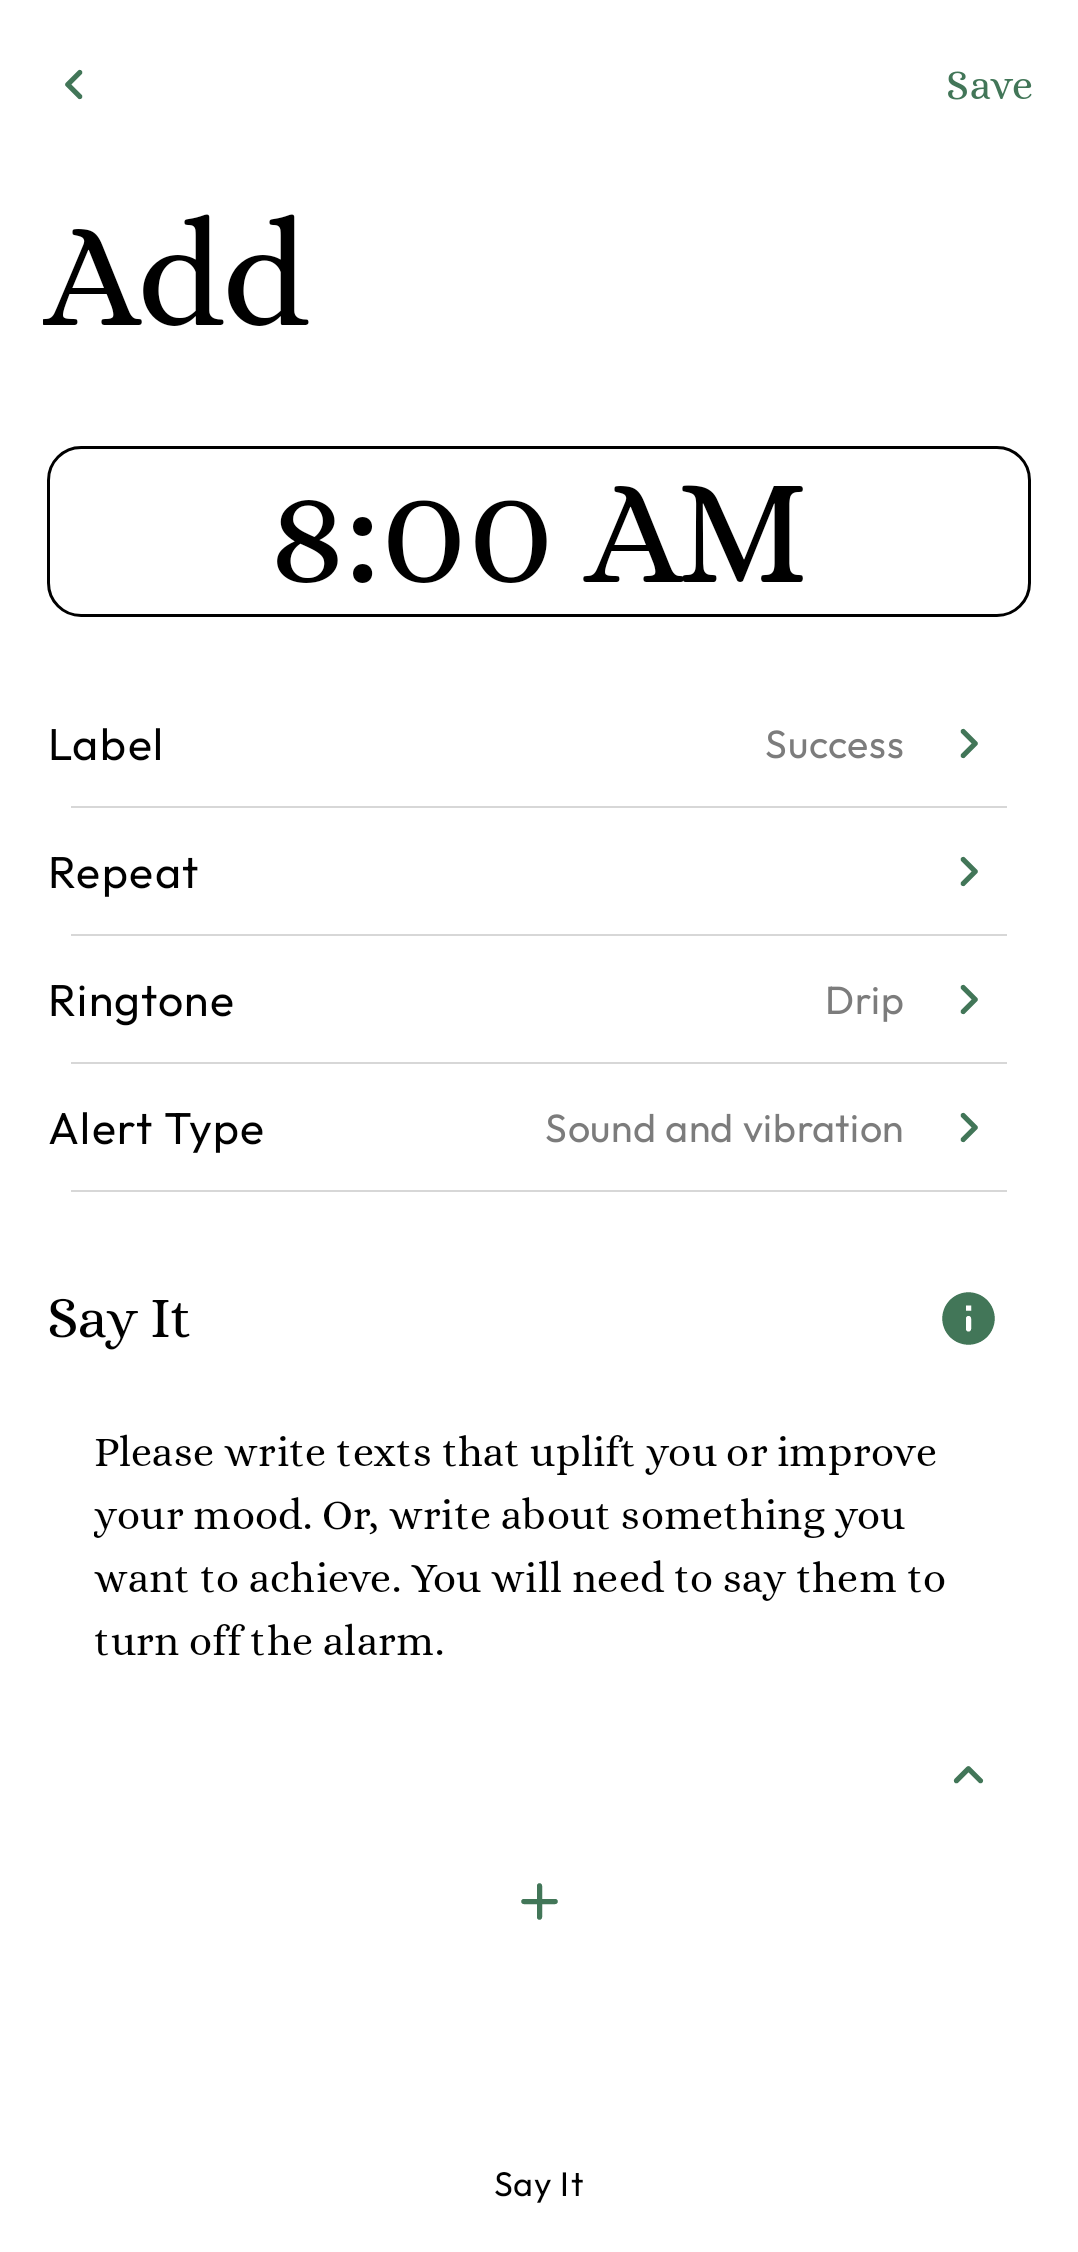 Save
Add
8:00 AM
Label Success
Repeat
Ringtone Drip
Alert Type Sound and vibration
Say It
Please write texts that uplift you or improve
your mood. Or, write about something you
want to achieve. You will need to say them to
turn off the alarm.
Say It